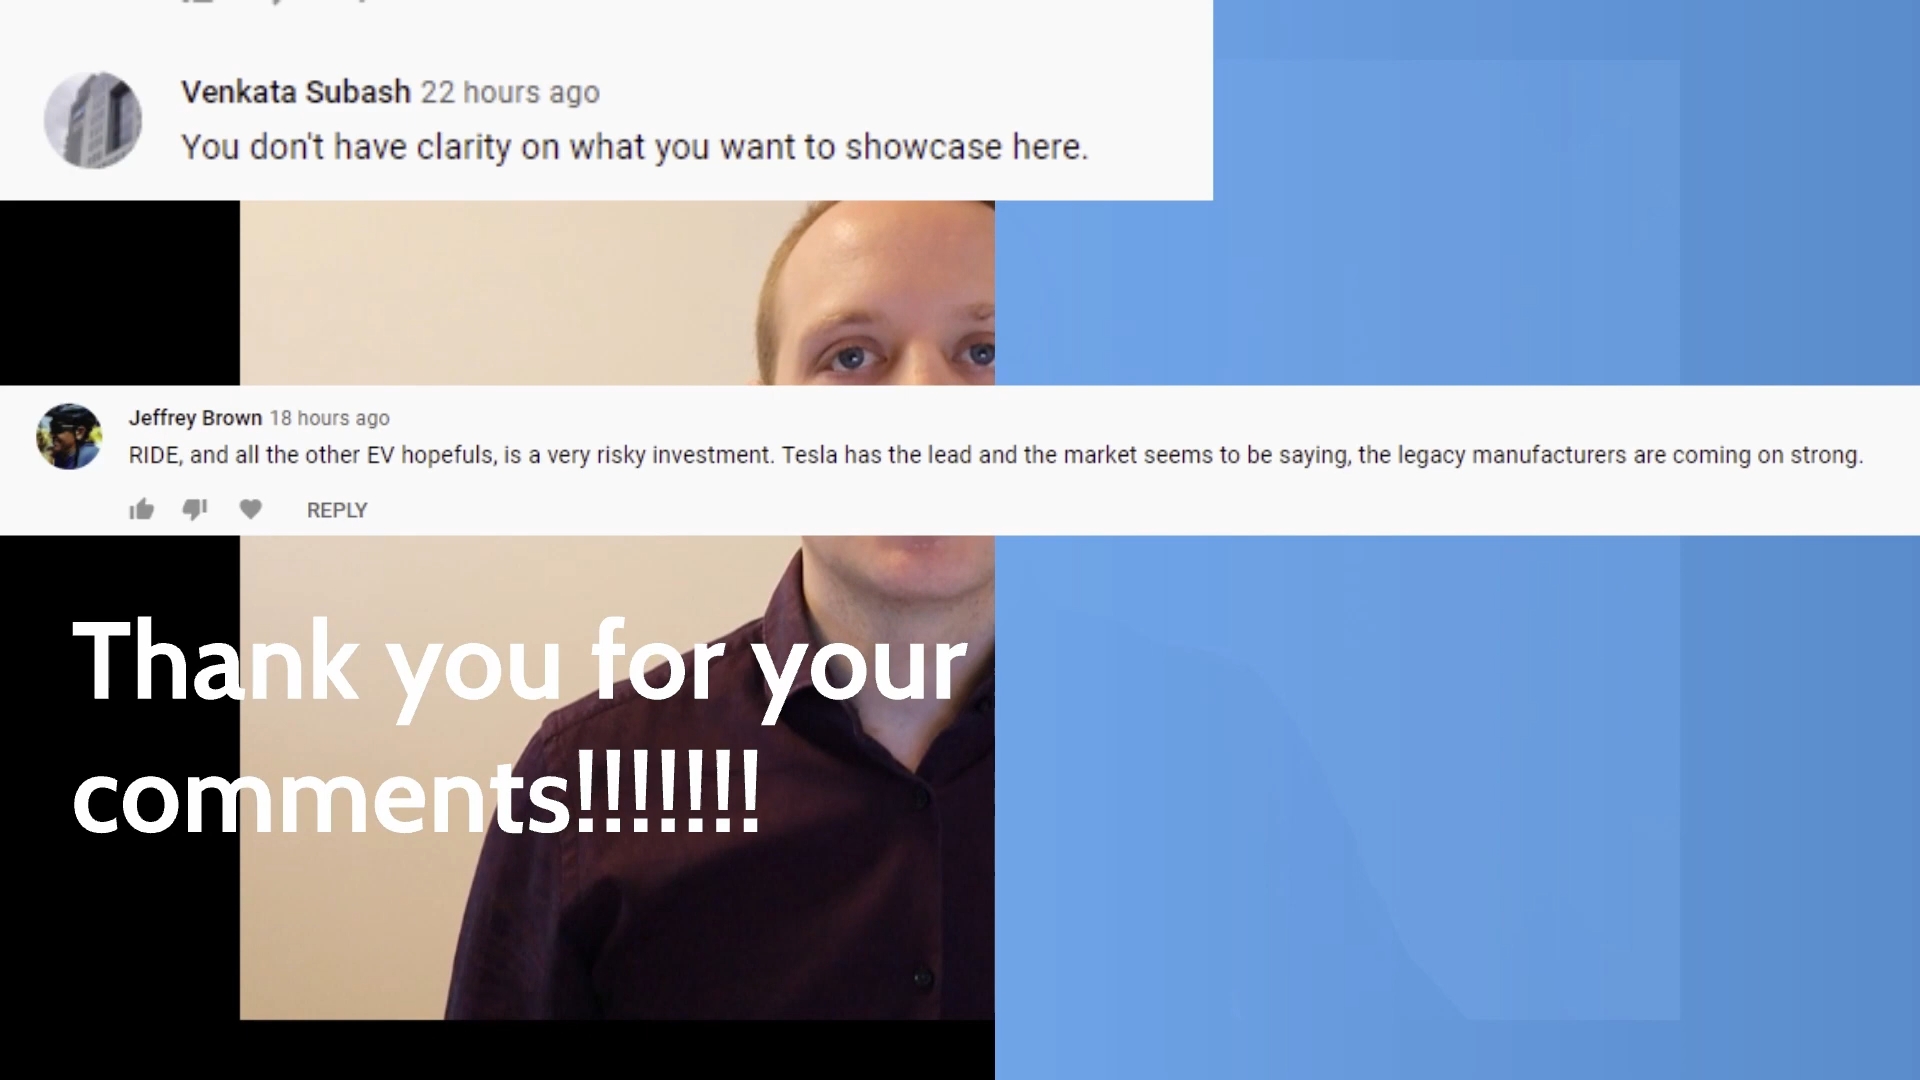 Venkata Subash 22 hours ago
You don't have clarity on what you want to showcase here.
Jeffrey Brown 18 hours ago
RIDE, and all the other EV hopefuls, is a very risky investment. Tesla has the lead and the market seems to be saying, the legacy manufacturers are coming on strong.
REPLY
Thank you for your
comments!!!!!!!